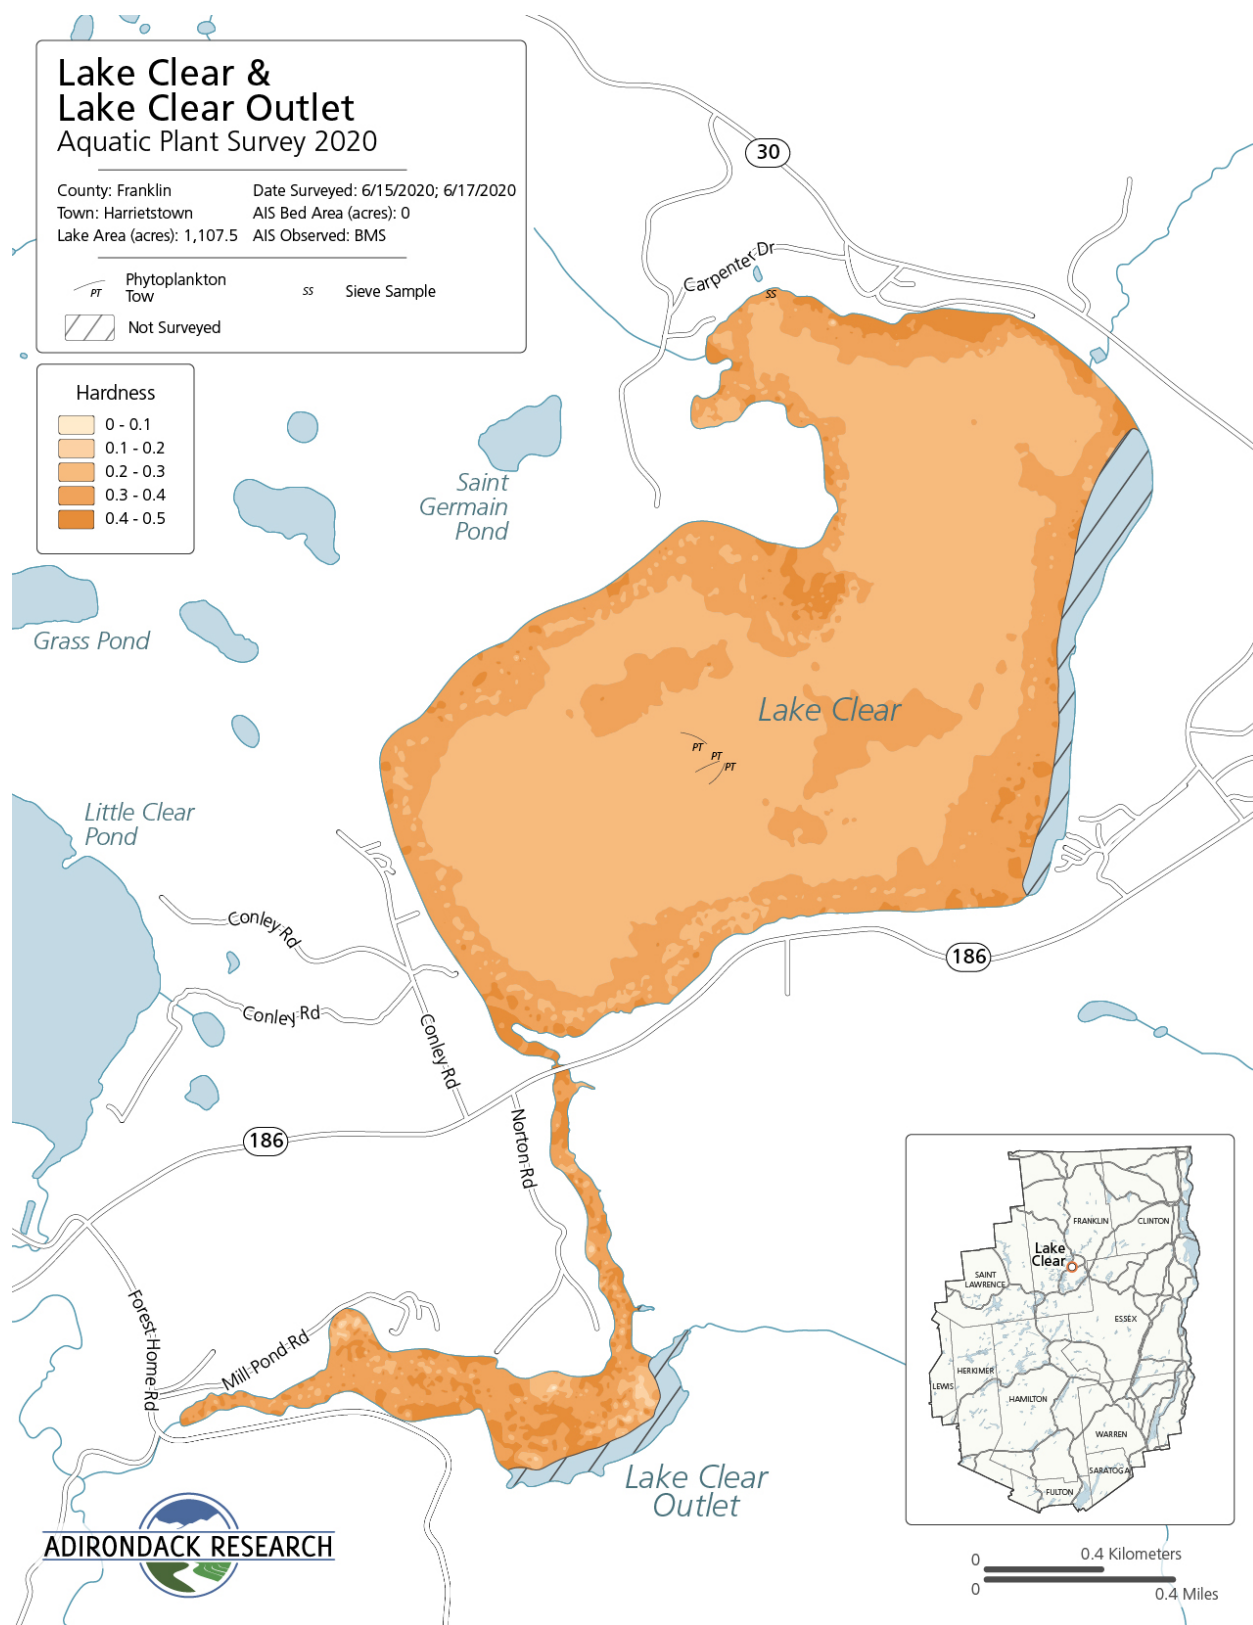 Lake Clear &
Lake Clear Outlet
Aquatic Plant Survey 2020
County: Franklin
Date Surveyed: 6/15/2020; 6/17/2020
Town: Harrietstown
AIS Bed Area (acres): 0
Lake Area (acres): 1,107.5
AIS Observed: BMS
PT
Phytoplankton
Tow
SS
Sieve Sample
Not Surveyed
Hardness
0 - 0.1
0.1 - 0.2
0.2 - 0.3
0.3 - 0.4
0.4 - 0.5
30
Carpenter Dr
SS
Saint
Germain
Pond
Grass Pond
Lake Clear
PT
PT
PT
Little Clear
Pond
Conley Rd
186
Conley Rd
Conley Rd
Norton Rd
186
Forest Home Rd
Mill Pond Rd
Lake Clear
Outlet
ADIRONDACK RESEARCH
FRANKLIN
CLINTON
Lake
Clear
SAINT
LAWRENCE
ESSEX
HERKIMER
LEWIS
HAMILTON
WARREN
SARATOGA
FULTON
0
0.4 Kilometers
0
0.4 Miles